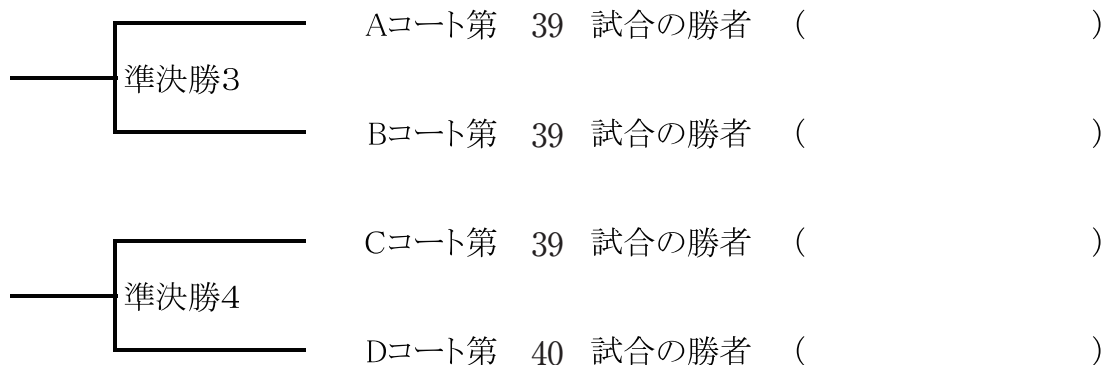 Aコート第 39 試合の勝者 （ ）
準決勝３
Bコート第 39 試合の勝者 （ ）
Cコート第 39 試合の勝者 （ ）
準決勝４
Dコート第 40 試合の勝者 （ ）